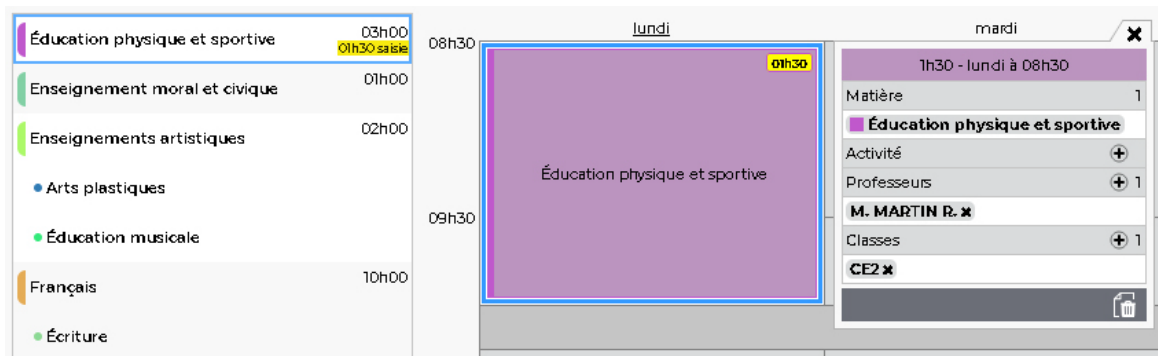 Éducation physique et sportive
03h00
01h30 saisie
Enseignement moral et civique
01h00
Enseignements artistiques
02h00
Arts plastiques
Éducation musicale
Français
10h00
Écriture
lundi
mardi
08h30
09h30
01h30
Éducation physique et sportive
1h30 - lundi à 08h30
Matière 1
Éducation physique et sportive
Activité
Professeurs 1
M. MARTIN R.
Classes 1
CE2